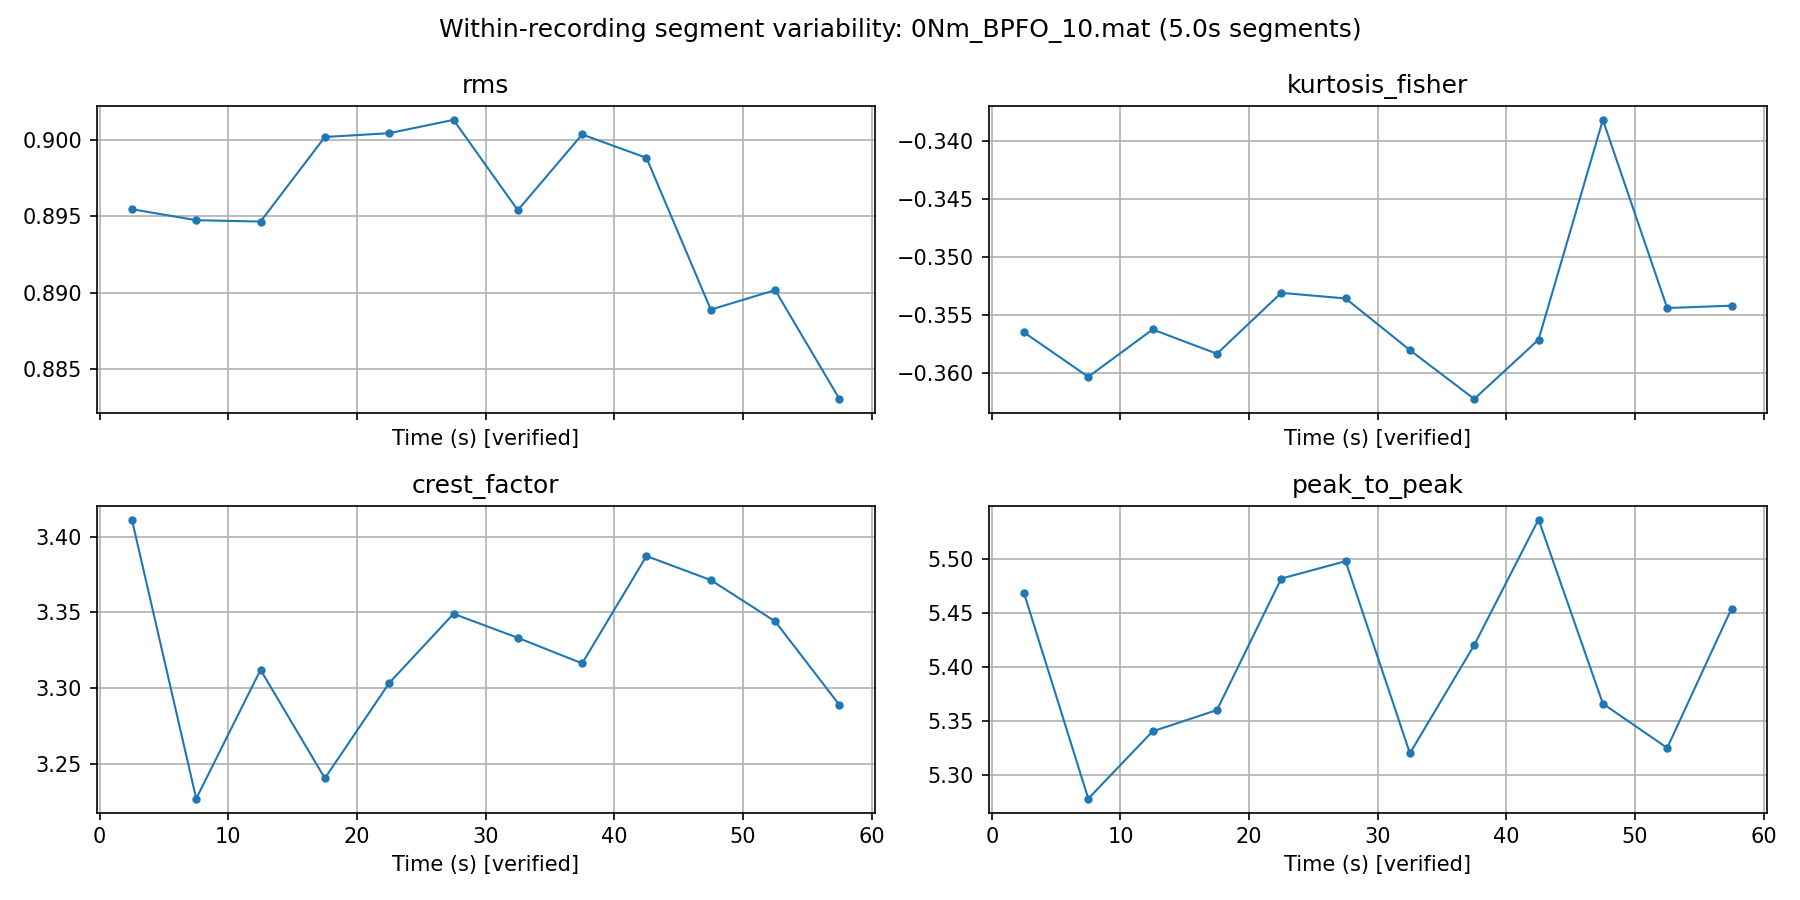 Within-recording segment variability: 0Nm_BPFO_10.mat (5.0s segments)
rms
0.900
0.895
0.890
0.885
Time (s) [verified]
kurtosis_fisher
−0.340
−0.345
−0.350
−0.355
−0.360
Time (s) [verified]
crest_factor
3.40
3.35
3.30
3.25
0 10 20 30 40 50 60
Time (s) [verified]
peak_to_peak
5.50
5.45
5.40
5.35
5.30
0 10 20 30 40 50 60
Time (s) [verified]